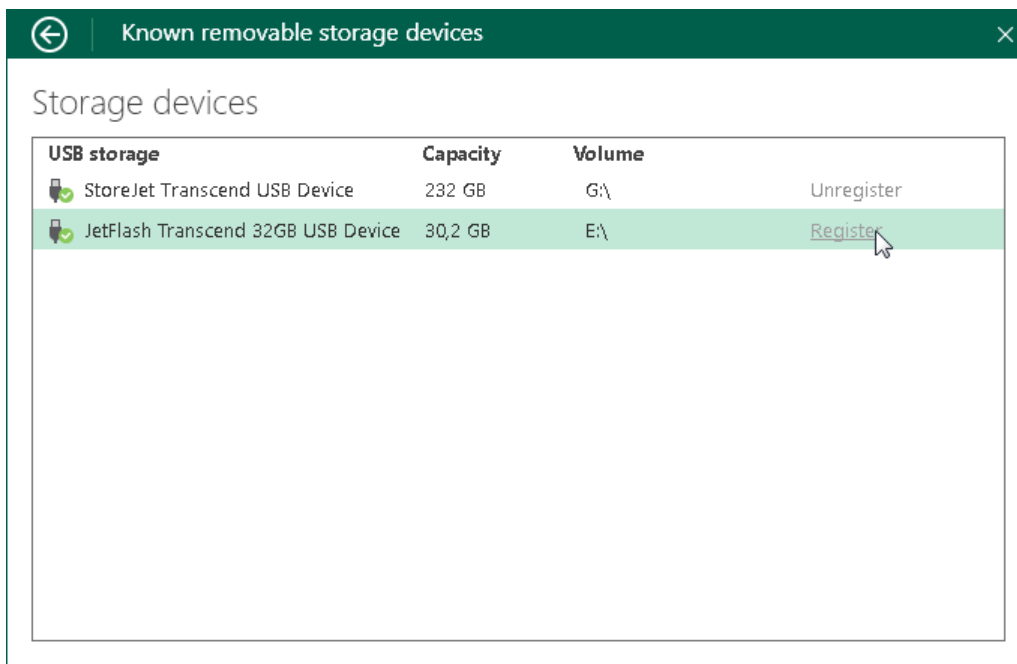 Known removable storage devices
Storage devices
USB storage Capacity Volume
StoreJet Transcend USB Device 232 GB G:\ Unregister
JetFlash Transcend 32GB USB Device 30,2 GB E:\ Register